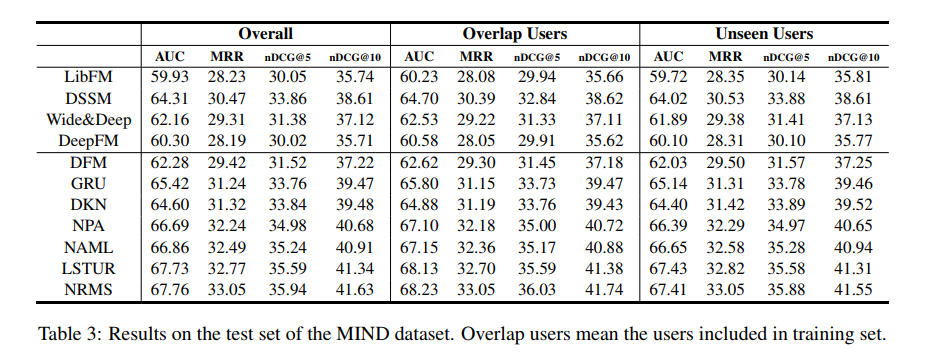 Overall Overlap Users Unseen Users
AUC MRR nDCG@5 nDCG@10 AUC MRR nDCG@5 nDCG@10 AUC MRR nDCG@5 nDCG@10
LibFM 59.93 28.23 30.05 35.74 60.23 28.08 29.94 35.66 59.72 28.35 30.14 35.81
DSSM 64.31 30.47 33.86 38.61 64.70 30.39 32.84 38.62 64.02 30.53 33.88 38.61
Wide&Deep 62.16 29.31 31.38 37.12 62.53 29.22 31.33 37.11 61.89 29.38 31.41 37.13
DeepFM 60.30 28.19 30.02 35.71 60.58 28.05 29.91 35.62 60.10 28.31 30.10 35.77
DFM 62.28 29.42 31.52 37.22 62.62 29.30 31.45 37.18 62.03 29.50 31.57 37.25
GRU 65.42 31.24 33.76 39.47 65.80 31.15 33.73 39.47 65.14 31.31 33.78 39.46
DKN 64.60 31.32 33.84 39.48 64.88 31.19 33.76 39.43 64.40 31.42 33.89 39.52
NPA 66.69 32.24 34.98 40.68 67.10 32.18 35.00 40.72 66.39 32.29 34.97 40.65
NAML 66.86 32.49 35.24 40.91 67.15 32.36 35.17 40.88 66.65 32.58 35.28 40.94
LSTUR 67.73 32.77 35.59 41.34 68.13 32.70 35.59 41.38 67.43 32.82 35.58 41.31
NRMS 67.76 33.05 35.94 41.63 68.23 33.05 36.03 41.74 67.41 33.05 35.88 41.55
Table 3: Results on the test set of the MIND dataset. Overlap users mean the users included in training set.